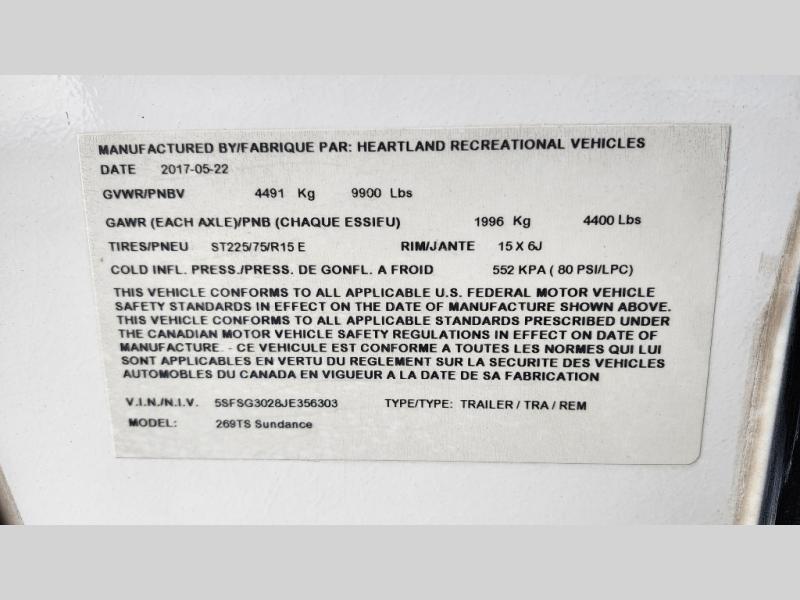 MANUFACTURED BY/FABRIQUE PAR: HEARTLAND RECREATIONAL VEHICLES
DATE 2017-05-22
GVWR/PNBV 4491 Kg 9900 Lbs
GAWR (EACH AXLE)/PNB (CHAQUE ESSIEU) 1996 Kg 4400 Lbs
TIRES/PNEU ST225/75/R15 E RIM/JANTE 15 X 6J
COLD INFL. PRESS./PRESS. DE GONFL. A FROID 552 KPA ( 80 PSI/LPC)
THIS VEHICLE CONFORMS TO ALL APPLICABLE U.S. FEDERAL MOTOR VEHICLE
SAFETY STANDARDS IN EFFECT ON THE DATE OF MANUFACTURE SHOWN ABOVE.
THIS VEHICLE CONFORMS TO ALL APPLICABLE STANDARDS PRESCRIBED UNDER
THE CANADIAN MOTOR VEHICLE SAFETY REGULATIONS IN EFFECT ON DATE OF
MANUFACTURE. - CE VEHICULE EST CONFORME A TOUTES LES NORMES QUI LUI
SONT APPLICABLES EN VERTU DU REGLEMENT SUR LA SECURITE DES VEHICLES
AUTOMOBILES DU CANADA EN VIGUEUR A LA DATE DE SA FABRICATION
V.I.N./N.I.V. 5SFSG3028JE356303 TYPE/TYPE: TRAILER / TRA / REM
MODEL: 269TS Sundance